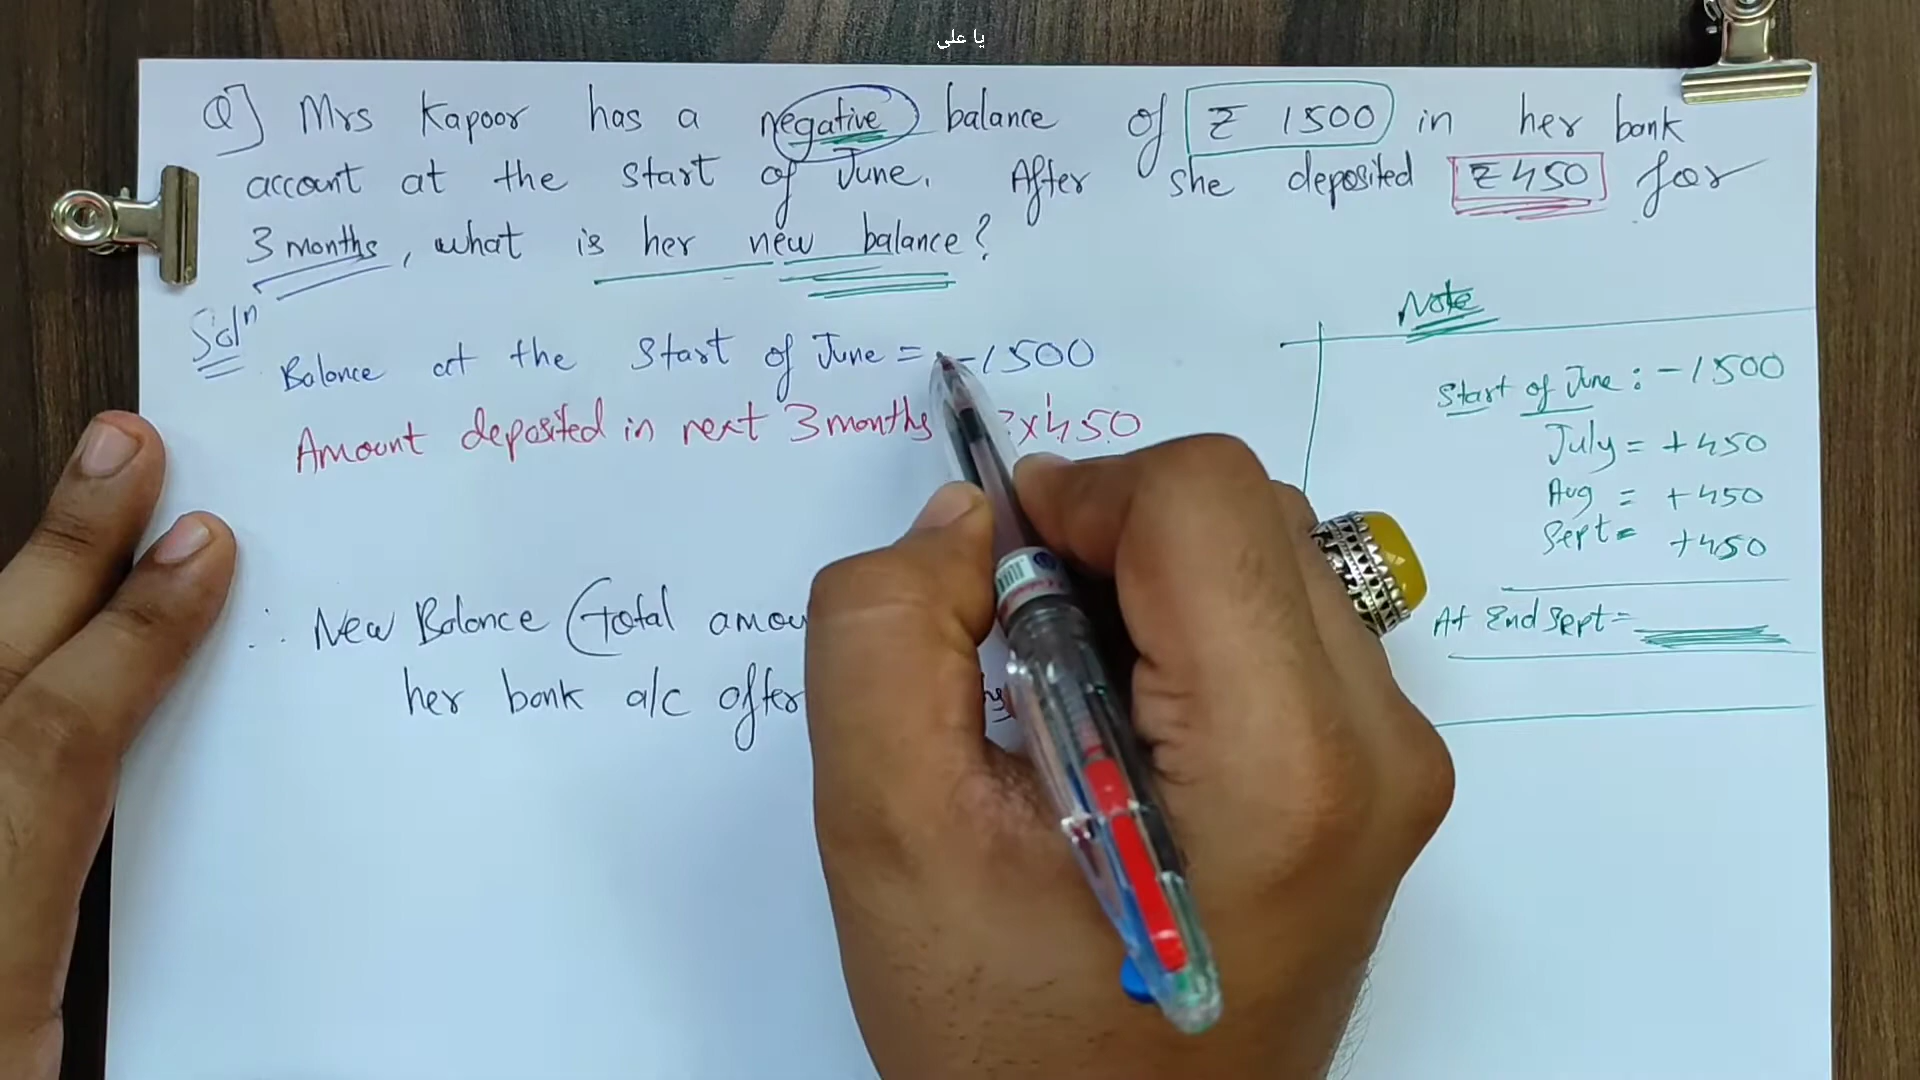 يا علي
Q] Mrs Kapoor has a negative balance of ₹ 1500 in her bank
account at the start of June. After she deposited ₹450 for
3 months, what is her new balance?
Solⁿ
Balance at the start of June = -1500
Amount deposited in next 3 months 3x450
∴ New Balance (total
her bank a/c after
Note
Start of June : -1500
July = +450
Aug = +450
Sept = +450
At End Sept =